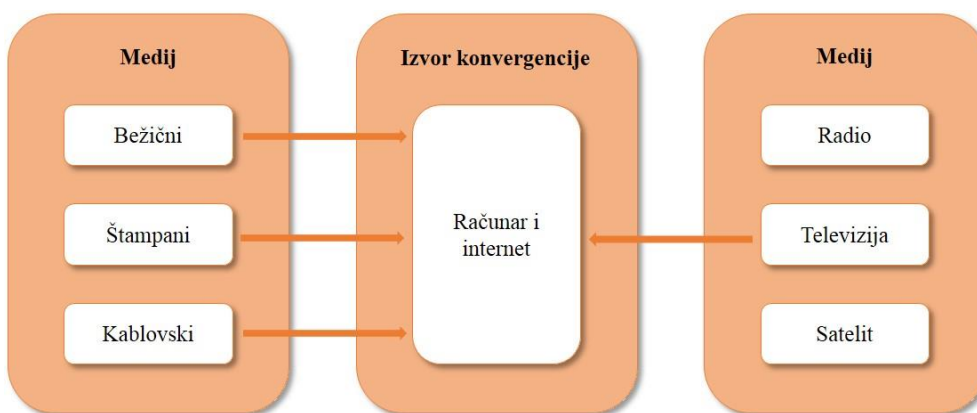 Medij
Bežični
Štampani
Kablovski
Izvor konvergencije
Računar i
internet
Medij
Radio
Televizija
Satelit